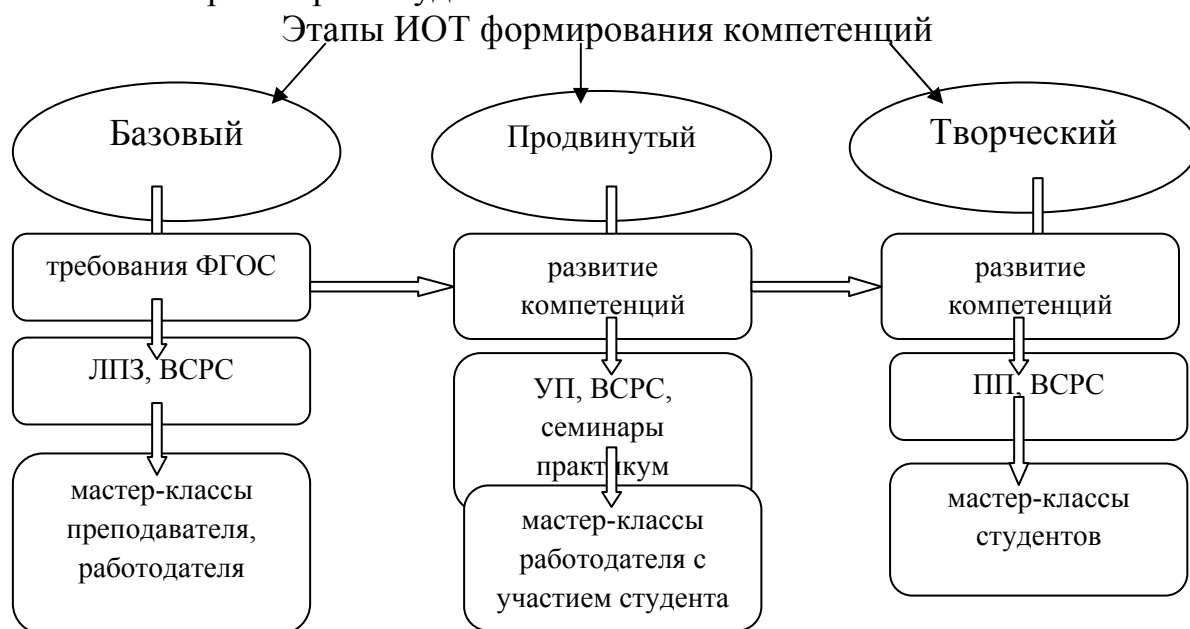 Этапы ИОТ формирования компетенций
Базовый
Продвинутый
Творческий
требования ФГОС
развитие
компетенций
развитие
компетенций
ЛПЗ, ВСРС
УП, ВСРС,
семинары
практикум
ПП, ВСРС
мастер-классы
преподавателя,
работодателя
мастер-классы
работодателя с
участием студента
мастер-классы
студентов